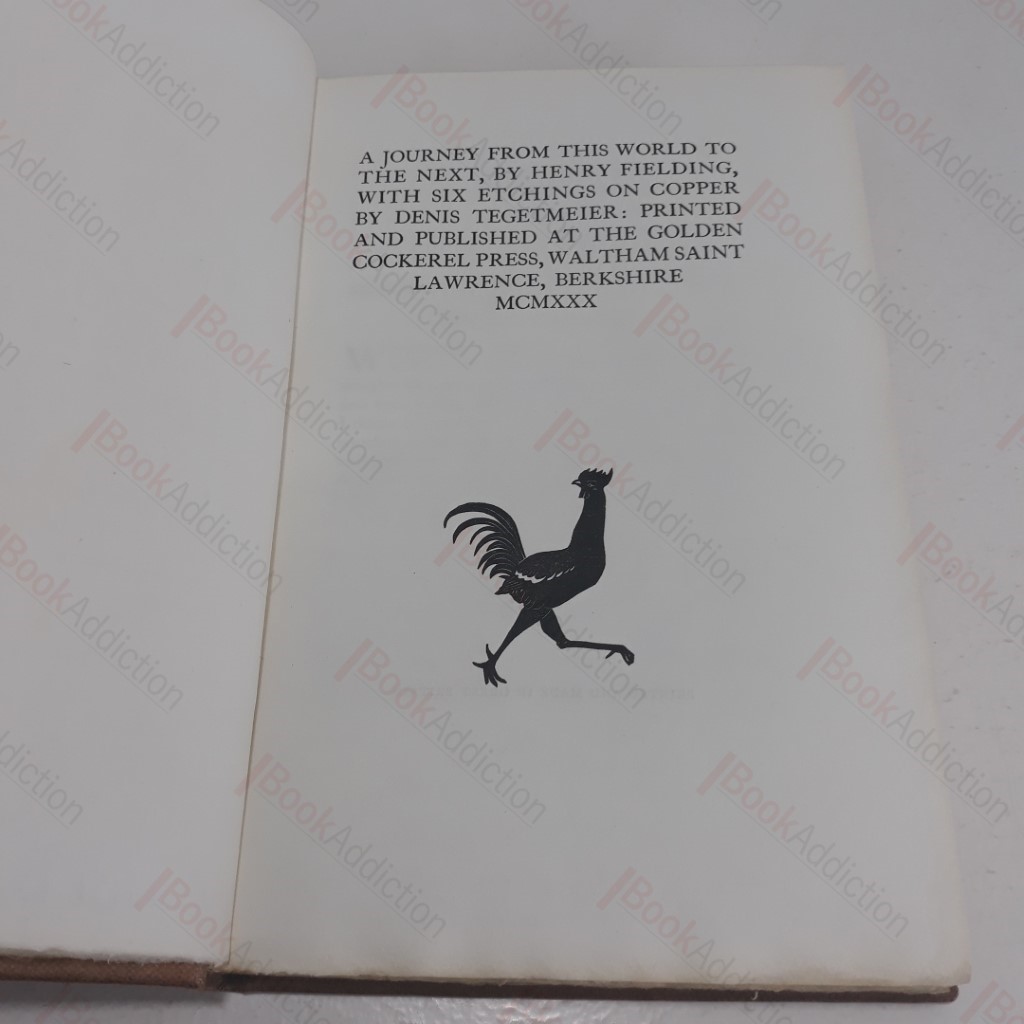 A JOURNEY FROM THIS WORLD TO
THE NEXT, BY HENRY FIELDING,
WITH SIX ETCHINGS ON COPPER
BY DENIS TEGETMEIER: PRINTED
AND PUBLISHED AT THE GOLDEN
COCKEREL PRESS, WALTHAM SAINT
LAWRENCE, BERKSHIRE
MCMXXX
BookAddiction